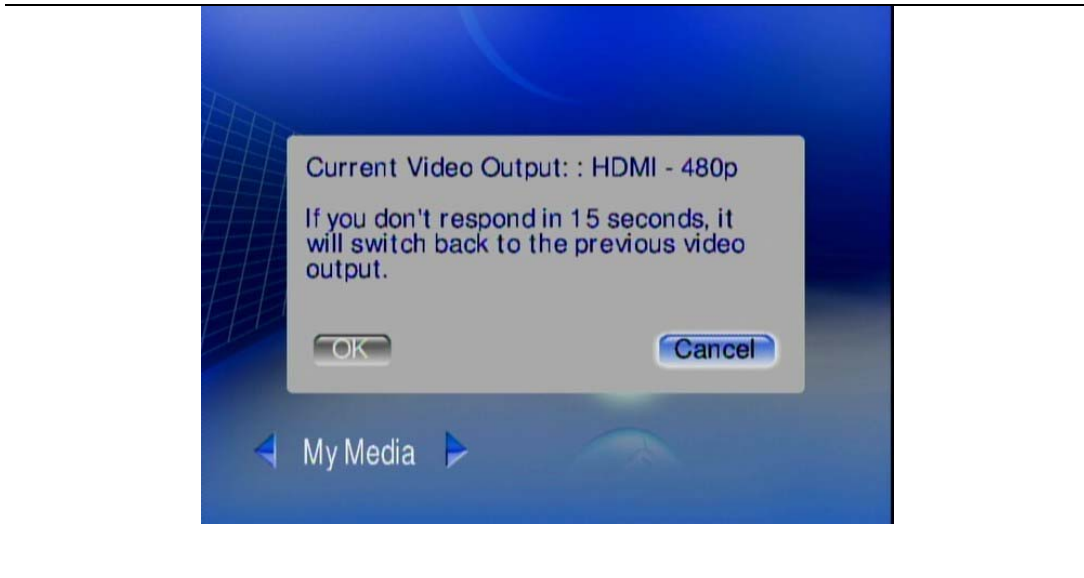 Current Video Output: : HDMI - 480p
If you don't respond in 15 seconds, it
will switch back to the previous video
output.
OK
Cancel
My Media